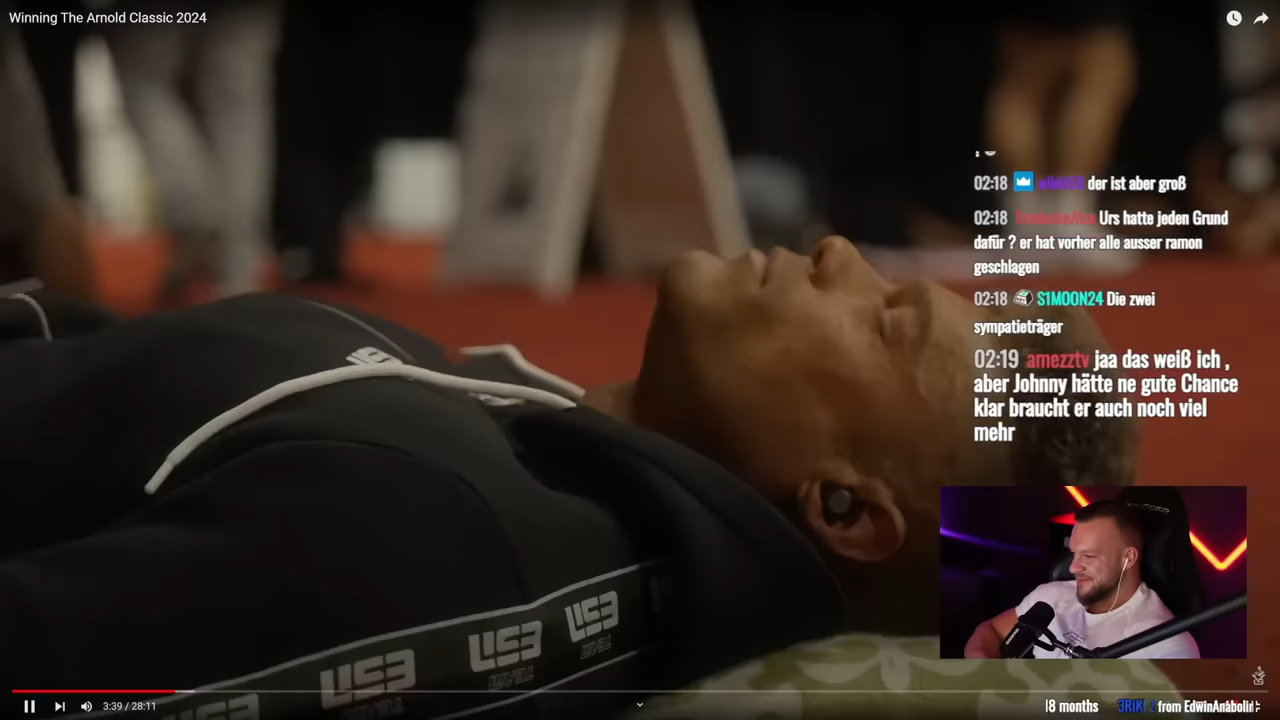 Winning The Arnold Classic 2024
02:18 der ist aber groß
02:18 Urs hatte jeden Grund
dafür ? er hat vorher alle ausser ramon
geschlagen
02:18 S1MOON24 Die zwei
sympatieträger
02:19 amezztv jaa das weiß ich ,
aber Johnny hätte ne gute Chance
klar braucht er auch noch viel
mehr
3:39 / 28:11
18 months 3RiK from EdwinAnabolin